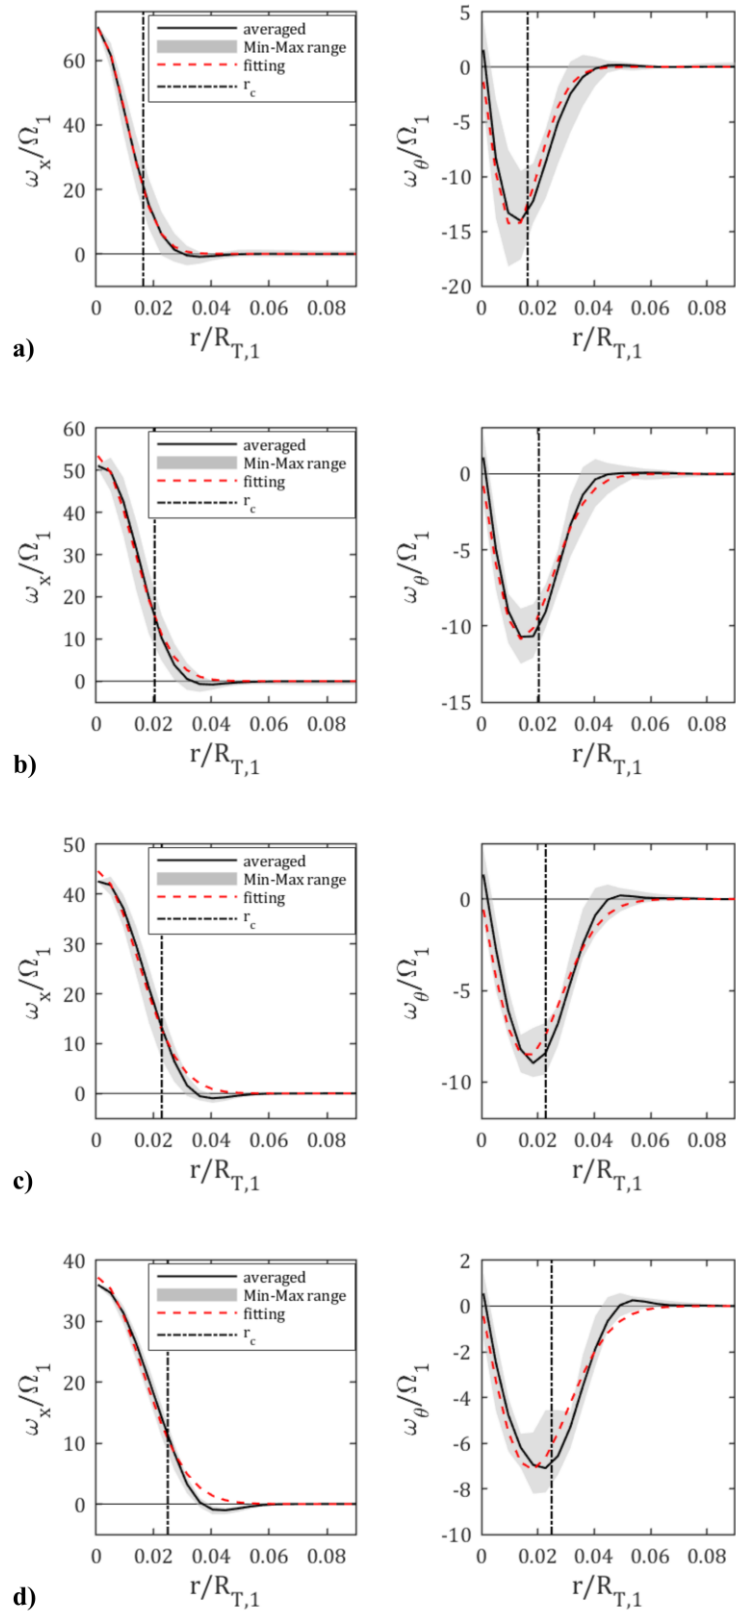 averaged
Min-Max range
fitting
r_c
60
40
20
0
ω_x/Ω_1
0 0.02 0.04 0.06 0.08
r/R_T,1
5
0
-5
-10
-15
-20
ω_θ/Ω_1
0 0.02 0.04 0.06 0.08
r/R_T,1
a)
averaged
Min-Max range
fitting
r_c
60
50
40
30
20
10
0
ω_x/Ω_1
0 0.02 0.04 0.06 0.08
r/R_T,1
0
-5
-10
-15
ω_θ/Ω_1
0 0.02 0.04 0.06 0.08
r/R_T,1
b)
averaged
Min-Max range
fitting
r_c
50
40
30
20
10
0
ω_x/Ω_1
0 0.02 0.04 0.06 0.08
r/R_T,1
0
-5
-10
ω_θ/Ω_1
0 0.02 0.04 0.06 0.08
r/R_T,1
c)
averaged
Min-Max range
fitting
r_c
40
30
20
10
0
ω_x/Ω_1
0 0.02 0.04 0.06 0.08
r/R_T,1
2
0
-2
-4
-6
-8
-10
ω_θ/Ω_1
0 0.02 0.04 0.06 0.08
r/R_T,1
d)